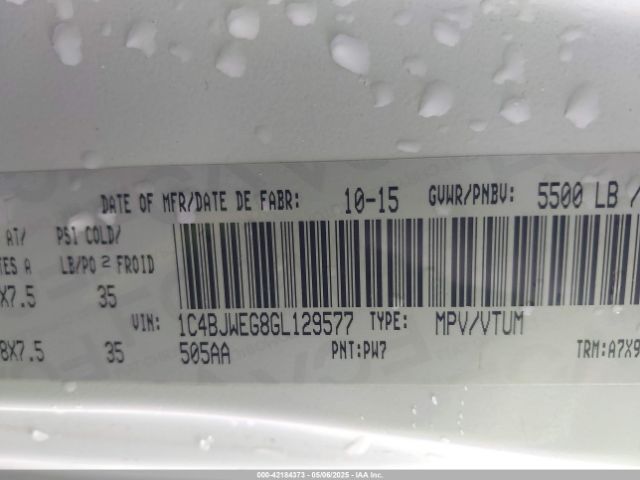 DATE OF MFR/DATE DE FABR: 10-15 GVWR/PNBV: 5500 LB /
AT/ PSI COLD/
TES A LB/PO 2 FROID
X7.5 35
VIN: 1C4BJWEG8GL129577 TYPE: MPV/VTUM
8X7.5 35 505AA PNT:PW7 TRM:A7X9
000-42184373 — 05/06/2025 — IAA Inc.